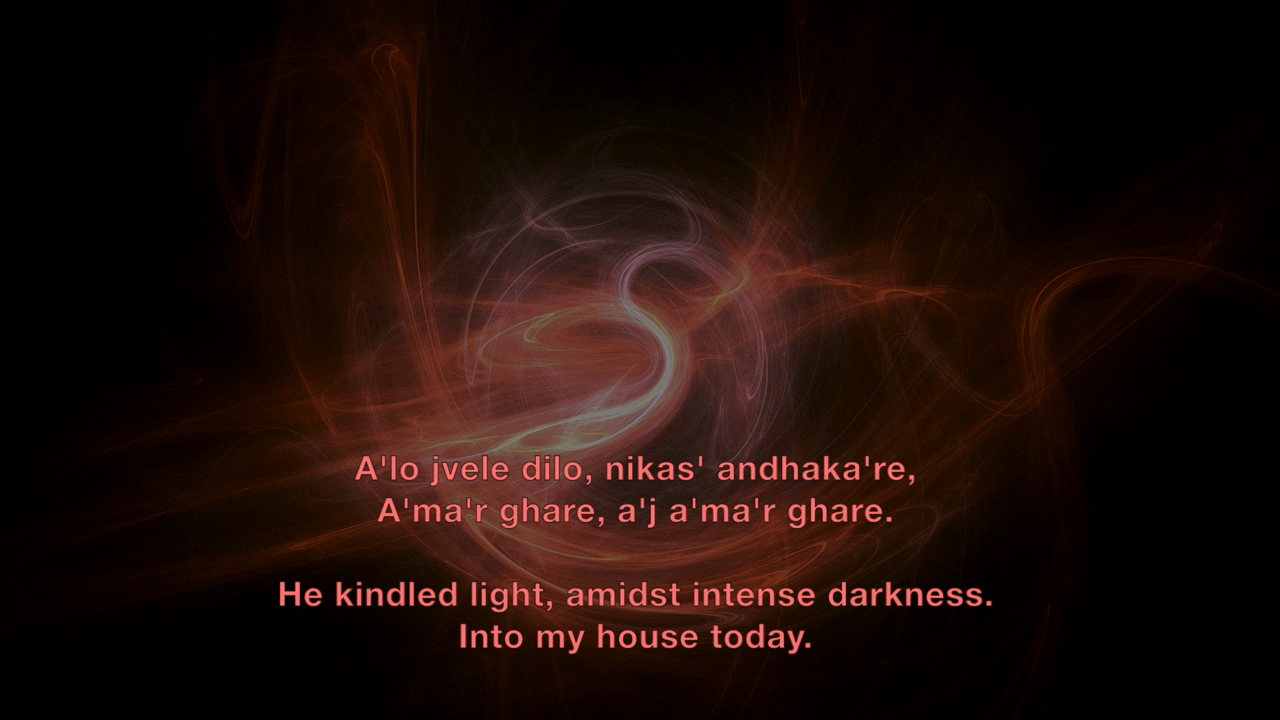 A'lo jvele dilo, nikas' andhaka're,
A'ma'r ghare, a'j a'ma'r ghare.
He kindled light, amidst intense darkness.
Into my house today.